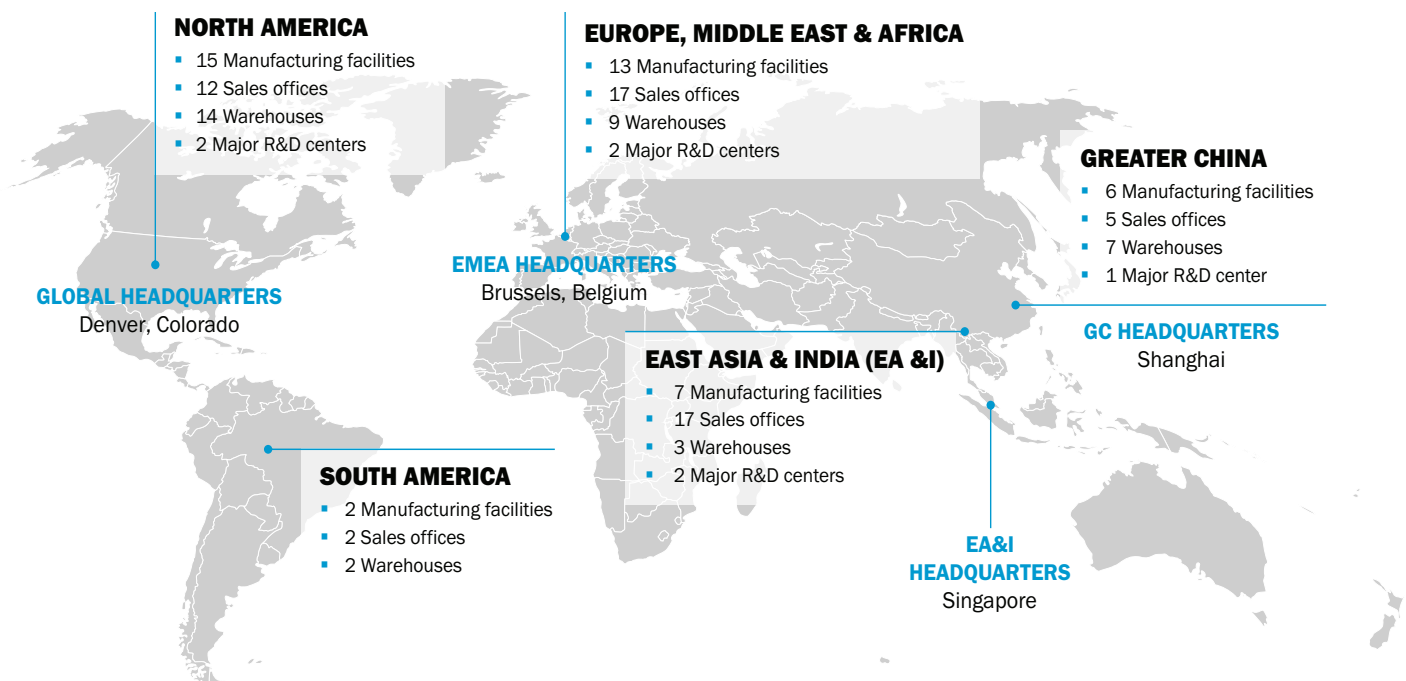 NORTH AMERICA
▪ 15 Manufacturing facilities
▪ 12 Sales offices
▪ 14 Warehouses
▪ 2 Major R&D centers
GLOBAL HEADQUARTERS
Denver, Colorado
EUROPE, MIDDLE EAST & AFRICA
▪ 13 Manufacturing facilities
▪ 17 Sales offices
▪ 9 Warehouses
▪ 2 Major R&D centers
EMEA HEADQUARTERS
Brussels, Belgium
GREATER CHINA
▪ 6 Manufacturing facilities
▪ 5 Sales offices
▪ 7 Warehouses
▪ 1 Major R&D center
GC HEADQUARTERS
Shanghai
EAST ASIA & INDIA (EA &I)
▪ 7 Manufacturing facilities
▪ 17 Sales offices
▪ 3 Warehouses
▪ 2 Major R&D centers
SOUTH AMERICA
▪ 2 Manufacturing facilities
▪ 2 Sales offices
▪ 2 Warehouses
EA&I
HEADQUARTERS
Singapore